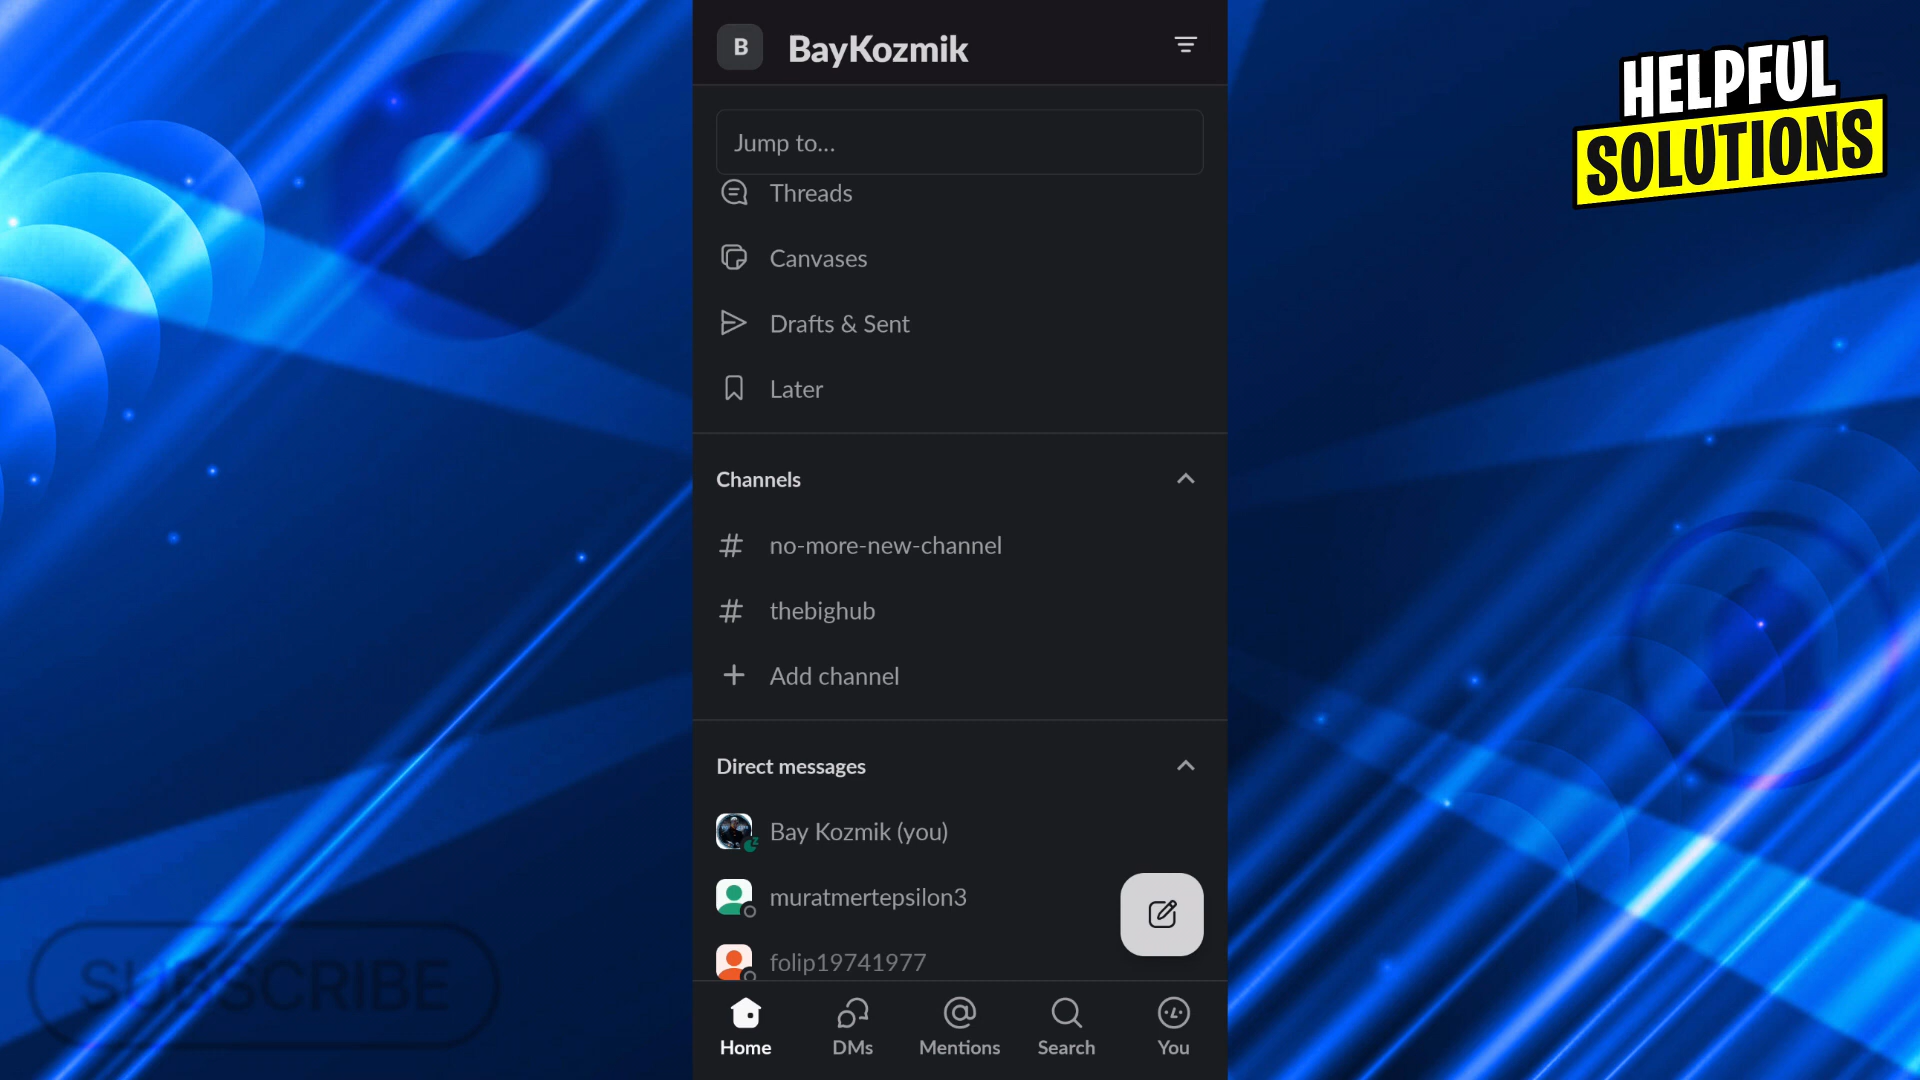 B BayKozmik
HELPFUL
SOLUTIONS
Jump to...
Threads
Canvases
Drafts & Sent
Later
Channels
# no-more-new-channel
# thebighub
+ Add channel
Direct messages
Bay Kozmik (you)
muratmertepsilon3
folip19741977
SUBSCRIBE
Home DMs Mentions Search You